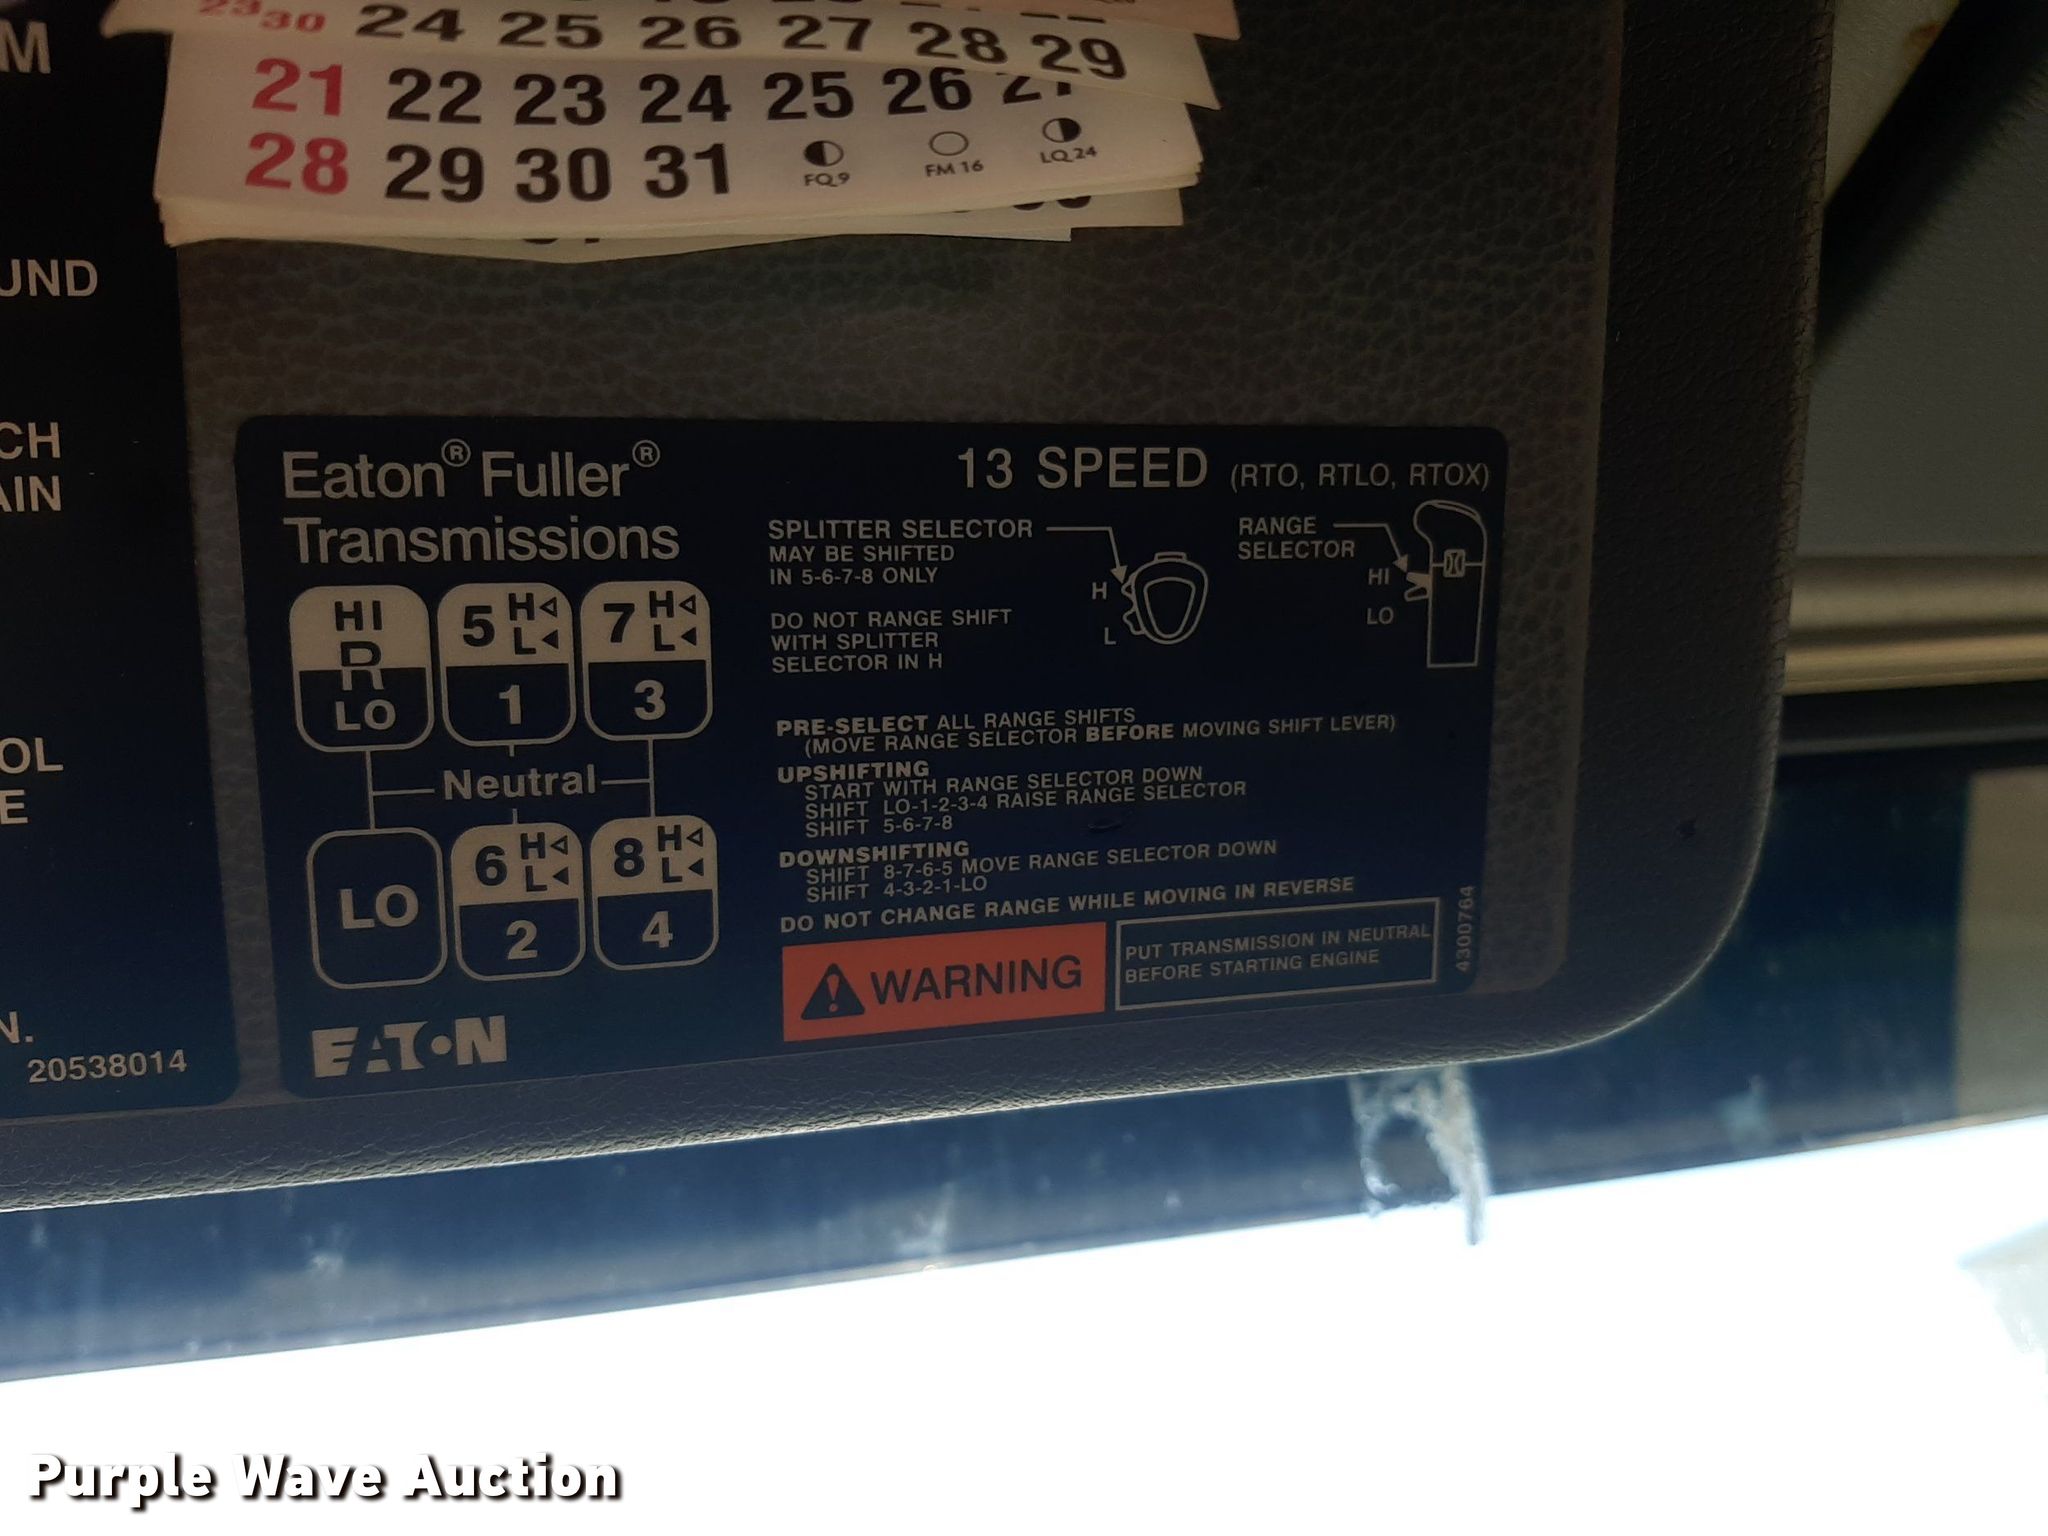 M
23 30 24 25 26 27 28 29
21 22 23 24 25 26 27
28 29 30 31
FQ 9 FM 16 LQ 24
UND
CH
AIN
OL
E
N.
20538014
Eaton® Fuller®
Transmissions
13 SPEED (RTO, RTLO, RTOX)
SPLITTER SELECTOR
MAY BE SHIFTED
IN 5-6-7-8 ONLY
H
L
RANGE
SELECTOR
HI
LO
DO NOT RANGE SHIFT
WITH SPLITTER
SELECTOR IN H
HI
R
LO
5 H L
1
7 H L
3
Neutral
LO
6 H L
2
8 H L
4
PRE-SELECT ALL RANGE SHIFTS
(MOVE RANGE SELECTOR BEFORE MOVING SHIFT LEVER)
UPSHIFTING
START WITH RANGE SELECTOR DOWN
SHIFT LO-1-2-3-4 RAISE RANGE SELECTOR
SHIFT 5-6-7-8
DOWNSHIFTING
SHIFT 8-7-6-5 MOVE RANGE SELECTOR DOWN
SHIFT 4-3-2-1-LO
DO NOT CHANGE RANGE WHILE MOVING IN REVERSE
WARNING
PUT TRANSMISSION IN NEUTRAL
BEFORE STARTING ENGINE
4300764
EATON
Purple Wave Auction